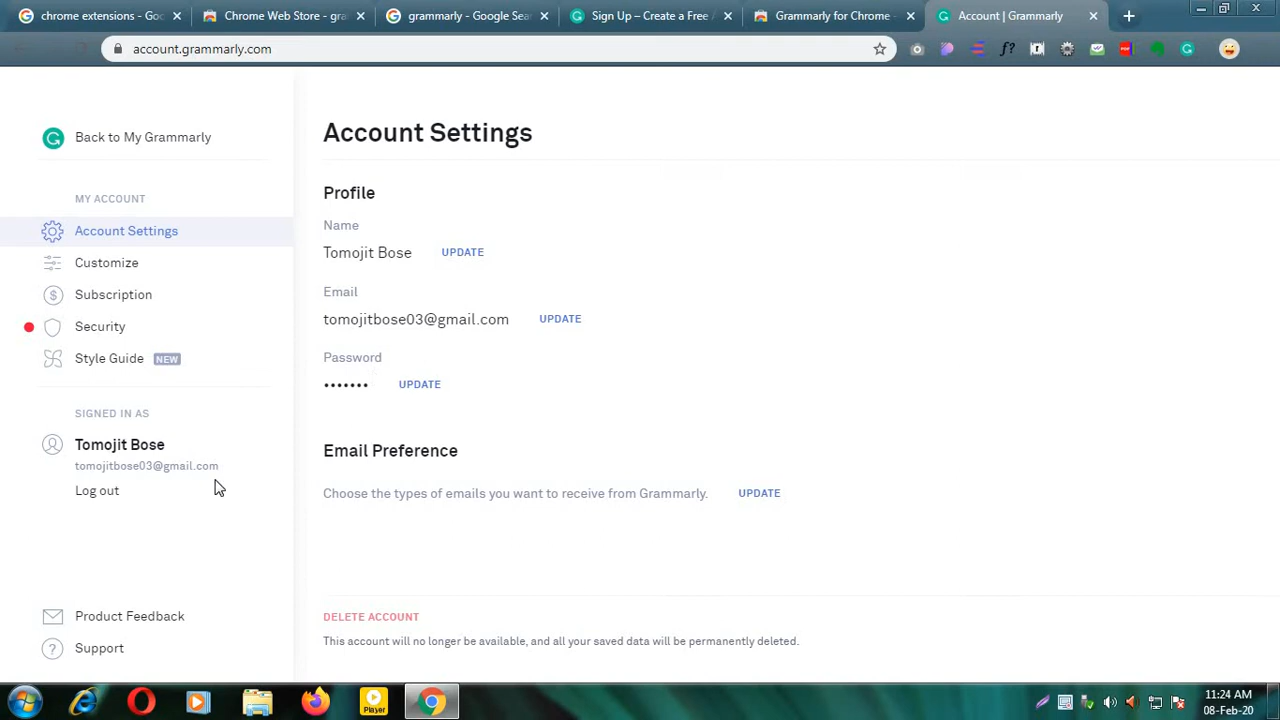 chrome extensions - Go
Chrome Web Store - gra
grammarly - Google Sea
Sign Up – Create a Free
Grammarly for Chrome
Account | Grammarly
account.grammarly.com
Back to My Grammarly
MY ACCOUNT
Account Settings
Customize
Subscription
Security
Style Guide NEW
SIGNED IN AS
Tomojit Bose
tomojitbose03@gmail.com
Log out
Product Feedback
Support
Account Settings
Profile
Name
Tomojit Bose UPDATE
Email
tomojitbose03@gmail.com UPDATE
Password
••••••• UPDATE
Email Preference
Choose the types of emails you want to receive from Grammarly. UPDATE
DELETE ACCOUNT
This account will no longer be available, and all your saved data will be permanently deleted.
Player
11:24 AM
08-Feb-20